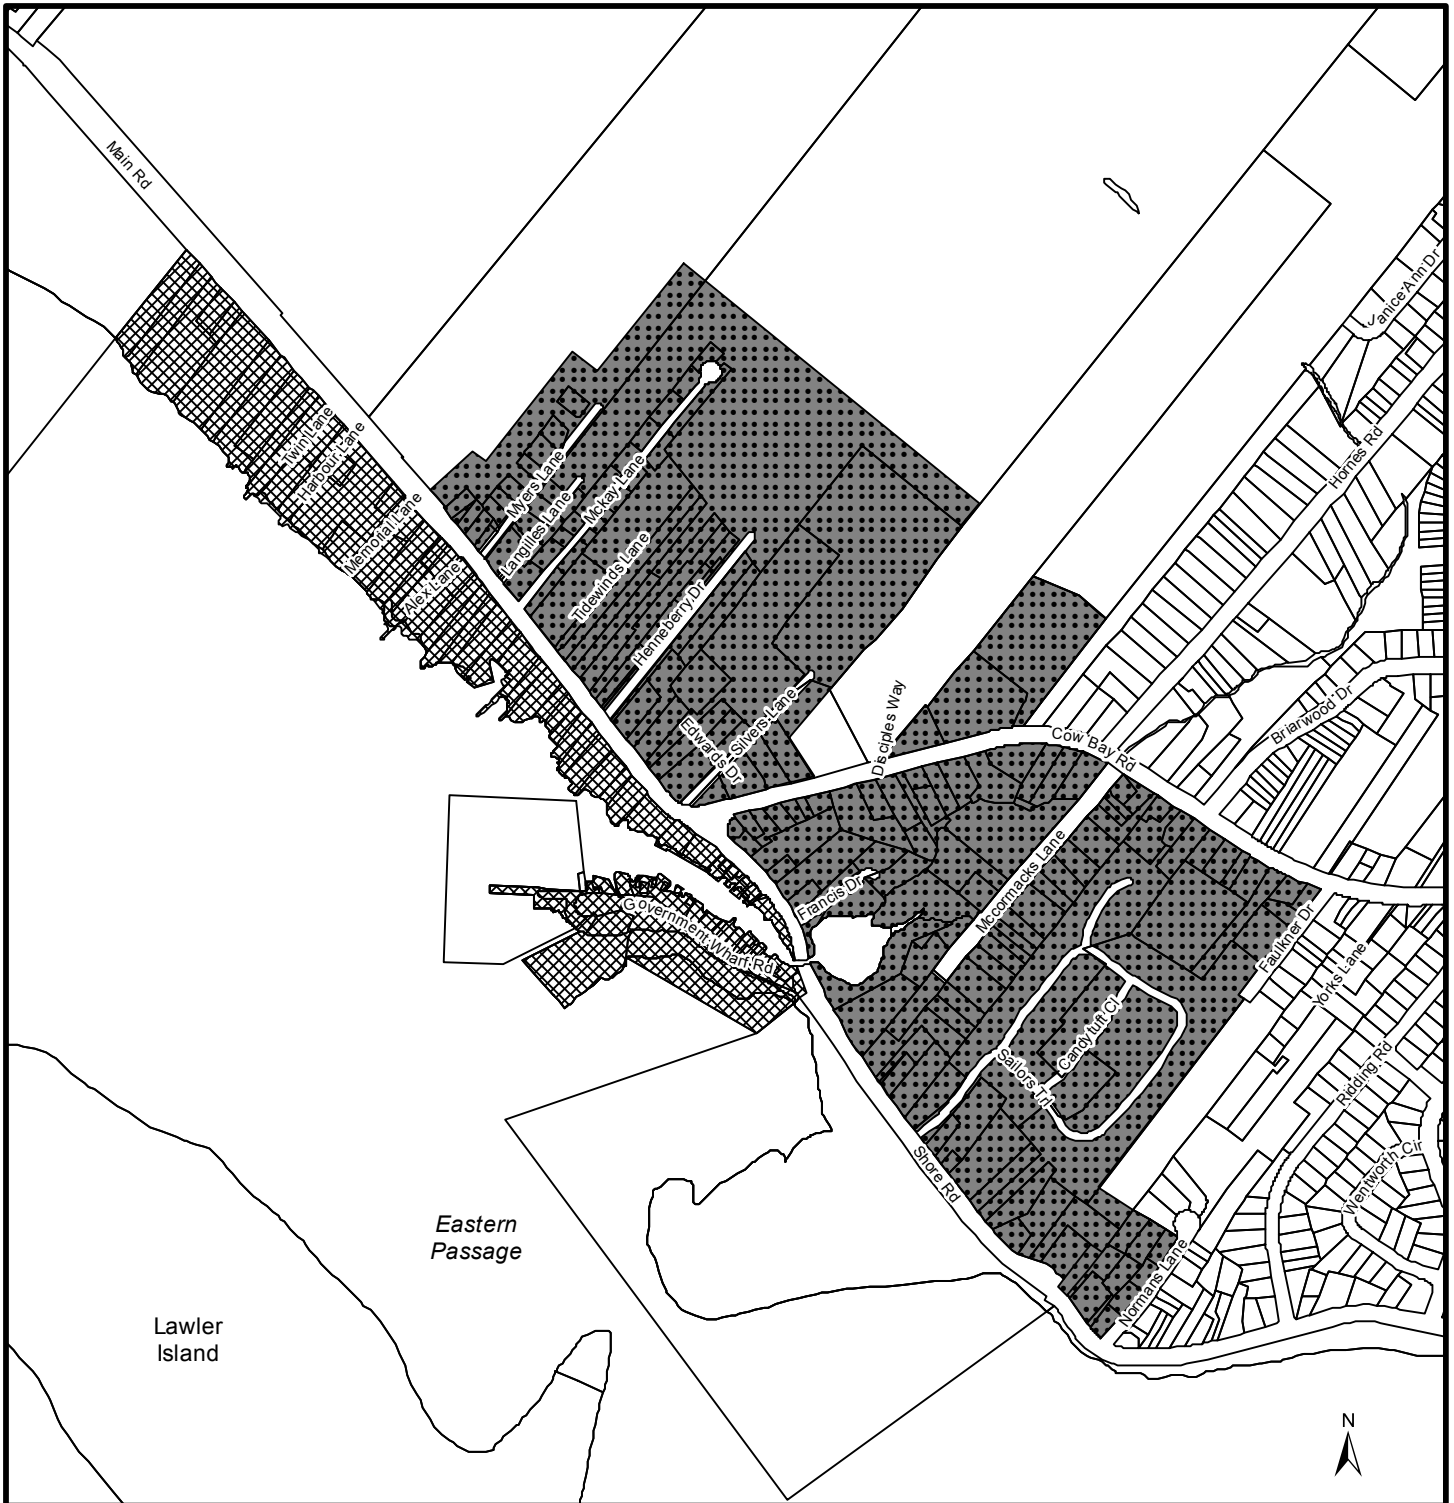 Main Rd
Janice Ann Dr
Twin Lane
Harbour Lane
Hornes Rd
Myers Lane
Mckay Lane
Langilles Lane
Memorial Lane
Alex Lane
Tidewinds Lane
Henneberry Dr
Silvers Lane
Edwards Dr
Disciples Way
Briarwood Dr
Cow Bay Rd
Mccormacks Lane
Francis Dr
Government Wharf Rd
Faulkner Dr
Yorks Lane
Candytuft Cl
Sailors Trl
Ridding Rd
Shore Rd
Wentworth Cir
Normans Lane
Eastern
Passage
Lawler
Island
N